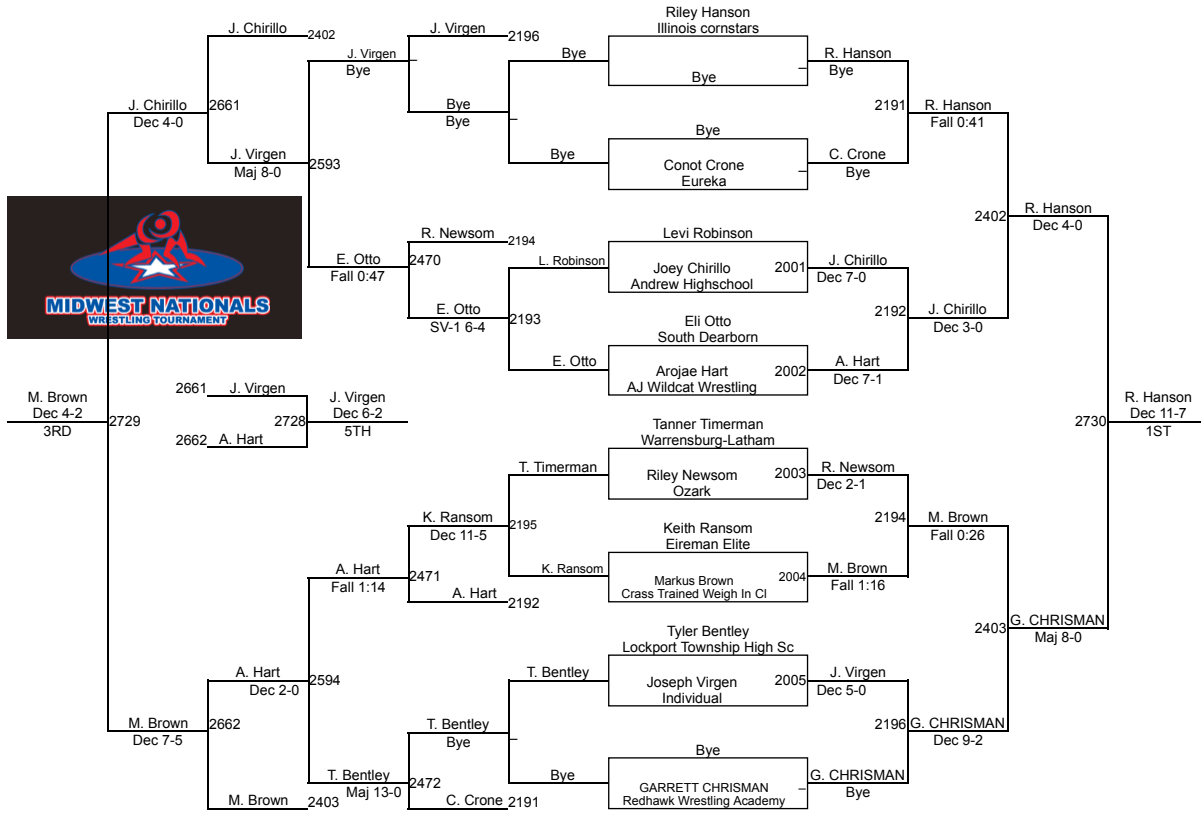 Riley Hanson
Illinois cornstars
J. Chirillo
2402
J. Virgen
Bye
J. Virgen
2196
Bye
Bye
–
R. Hanson
Bye
–
J. Chirillo
Dec 4-0
2661
Bye
Bye
–
2191
R. Hanson
Fall 0:41
J. Virgen
Maj 8-0
2593
Bye
Bye
Conot Crone
Eureka
–
C. Crone
Bye
2402
R. Hanson
Dec 4-0
MIDWEST NATIONALS
WRESTLING TOURNAMENT
E. Otto
Fall 0:47
R. Newsom
2194
2470
Levi Robinson
L. Robinson
Joey Chirillo
Andrew Highschool
2001
J. Chirillo
Dec 7-0
E. Otto
SV-1 6-4
2193
2192
J. Chirillo
Dec 3-0
Eli Otto
South Dearborn
E. Otto
Arojae Hart
AJ Wildcat Wrestling
2002
A. Hart
Dec 7-1
M. Brown
Dec 4-2
3RD
2729
2661
J. Virgen
2662
A. Hart
2728
J. Virgen
Dec 6-2
5TH
2730
R. Hanson
Dec 11-7
1ST
Tanner Timerman
Warrensburg-Latham
T. Timerman
Riley Newsom
Ozark
2003
R. Newsom
Dec 2-1
K. Ransom
Dec 11-5
2195
2194
M. Brown
Fall 0:26
Keith Ransom
Eireman Elite
A. Hart
Fall 1:14
2471
K. Ransom
Markus Brown
Crass Trained Weigh In Cl
2004
M. Brown
Fall 1:16
A. Hart
2192
2403
G. CHRISMAN
Maj 8-0
Tyler Bentley
Lockport Township High Sc
A. Hart
Dec 2-0
2594
T. Bentley
Joseph Virgen
Individual
2005
J. Virgen
Dec 5-0
M. Brown
Dec 7-5
2662
T. Bentley
Bye
–
2196
G. CHRISMAN
Dec 9-2
Bye
T. Bentley
Maj 13-0
2472
Bye
GARRETT CHRISMAN
Redhawk Wrestling Academy
–
G. CHRISMAN
Bye
M. Brown
2403
C. Crone
2191